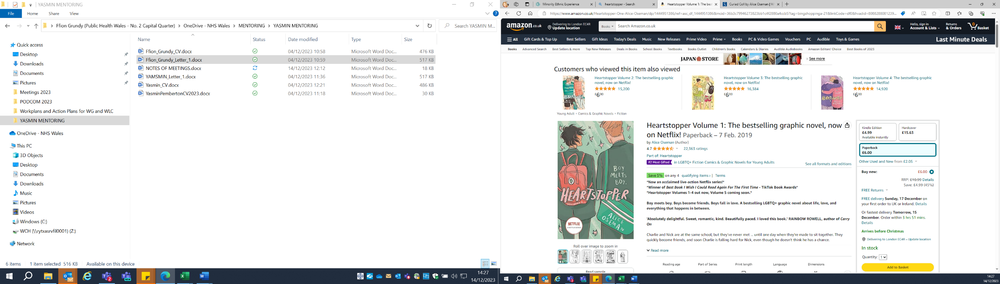 YASMIN MENTORING
File
Home
Share
View
Ffion Grundy (Public Health Wales - No. 2 Capital Quarter) > OneDrive - NHS Wales > MENTORING > YASMIN MENTORING
Search YASMIN M...
Name Status Date modified Type Size
Quick access
Desktop
Downloads
Documents
Pictures
Meetings 2023
PODCOM 2023
Workplans and Action Plans for WG and WLC
YASMIN MENTORING
OneDrive - NHS Wales
This PC
3D Objects
Desktop
Documents
Downloads
Music
Pictures
Videos
Windows (C:)
WCH (\\rytxasrvfil0001) (Z:)
Network
Ffion_Grundy_CV.docx 04/12/2023 10:58 Microsoft Word Doc... 476 KB
Ffion_Grundy_Letter_1.docx 04/12/2023 10:59 Microsoft Word Doc... 517 KB
NOTES OF MEETINGS.docx 14/12/2023 12:12 Microsoft Word Doc... 18 KB
YAMSMIN_Letter_1.docx 04/12/2023 11:36 Microsoft Word Doc... 517 KB
Yasmin_CV.docx 04/12/2023 12:21 Microsoft Word Doc... 486 KB
YasminPembertonCV2023.docx 04/12/2023 11:18 Microsoft Word Doc... 30 KB
6 items 1 item selected 516 KB Available on this device
14:27
14/12/2023
Minority Ethnic Experience
heartstopper - Search
Heartstopper Volume 1: The best
Curiad Coll by Alice Oseman | W
amazon.co.uk
Delivering to London EC4R
Update location
Books
Search Amazon.co.uk
Hello, sign in
Account & Lists
Returns
& Orders
0
Basket
All Gift Cards & Top Up Best Sellers Gift Ideas Today's Deals Music New Releases Prime Video Prime Books PC & Video Games Vouchers PC Audible Toys & Games
Last Minute Deals
Books Advanced Search Best Sellers & more Top New Releases Deals in Books School Books Textbooks Books Outlet Children's Books Calendars & Diaries Audible Audiobooks Amazon Editors' Choice Best Books of 2023
JAPAN STORE
› See more
Customers who viewed this item also viewed
Heartstopper Volume 2: The bestselling graphic
novel, now on Netflix!
15,200
£6⁰⁰
Heartstopper Volume 3: The bestselling graphic
novel, now on Netflix!
16,384
£6⁰⁰
Heartstopper Volume 4: The bestselling graphic
novel, now on Netflix!
14,920
£6⁰⁰
Young Adult › Comics & Graphic Novels › Fiction
BOY
MEETS
BOY.
HEARTSTOPPER
VOLUME 1
ALICE
OSEMAN
NETFLIX
A NETFLIX SERIES
Roll over image to zoom in
Read sample
Heartstopper Volume 1: The bestselling graphic novel, now
on Netflix! Paperback – 7 Feb. 2019
by Alice Oseman (Author)
4.7 22,363 ratings
Part of: Heartstopper
#2 Most Gifted in LGBTQ+ Fiction Comics & Graphic Novels for Young Adults
See all formats and editions
Save 5% on any 4 qualifying items › | Terms
*Now an acclaimed live-action Netflix series!*
*Winner of Best Book I Wish I Could Read Again For The First Time - TikTok Book Awards*
*Heartstopper Volumes 1-4 out now, Volume 5 coming soon.*
Boy meets boy. Boys become friends. Boys fall in love. A bestselling LGBTQ+ graphic novel about life, love, and
everything that happens in between.
'Absolutely delightful. Sweet, romantic, kind. Beautifully paced. I loved this book.' RAINBOW ROWELL, author of Carry
On
Charlie and Nick are at the same school, but they've never met ... until one day when they're made to sit together. They
quickly become friends, and soon Charlie is falling hard for Nick, even though he doesn't think he has a chance.
Read more
Reading age Part of Series Print length Language Dimensions
Kindle Edition
£4.99
Available instantly
Hardcover
£15.63
Paperback
£6.00
Other Used and New from £2.05
Buy new: £6.00
RRP: £10.99 Details
Save: £4.99 (45%)
FREE Returns
FREE delivery Sunday, 17 December on
your first order to UK or Ireland. Details
Or fastest delivery Tomorrow, 15
December. Order within 3 hrs 51 mins.
Details
Arrives before Christmas
Delivering to London EC4R – Update location
In stock
Quantity: 1
Add to Basket
14:27
14/12/2023